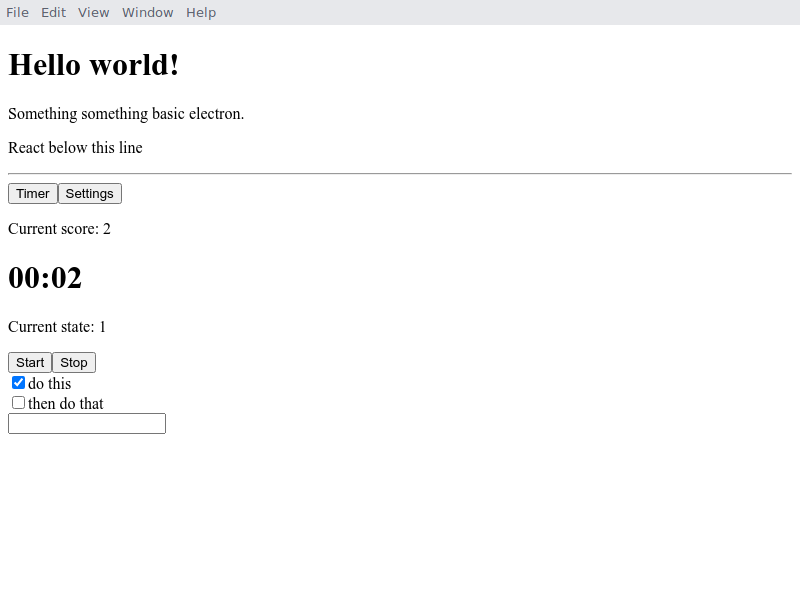 File Edit View Window Help
Hello world!
Something something basic electron.
React below this line
Timer Settings
Current score: 2
00:02
Current state: 1
Start Stop
do this
then do that